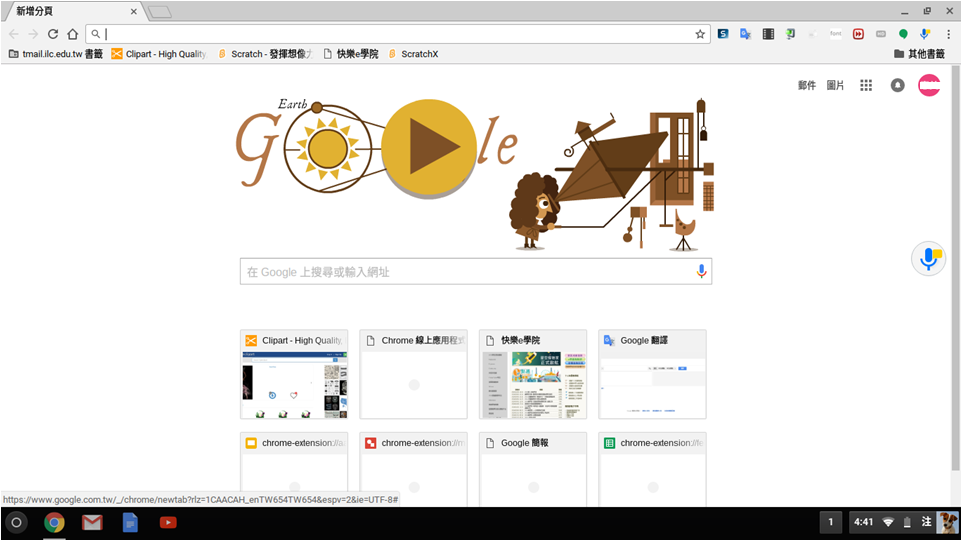 新增分頁
tmail.ilc.edu.tw 書籤 Clipart - High Quality, Scratch - 發揮想像力 快樂e學院 ScratchX 其他書籤
郵件 圖片
Earth
G le
在 Google 上搜尋或輸入網址
Clipart - High Quality, Chrome 線上應用程式 快樂e學院 Google 翻譯
chrome-extension://a chrome-extension://m Google 簡報 chrome-extension://fe
https://www.google.com.tw/_/chrome/newtab?rlz=1CAACAH_enTW654TW654&espv=2&ie=UTF-8#
1 4:41 注